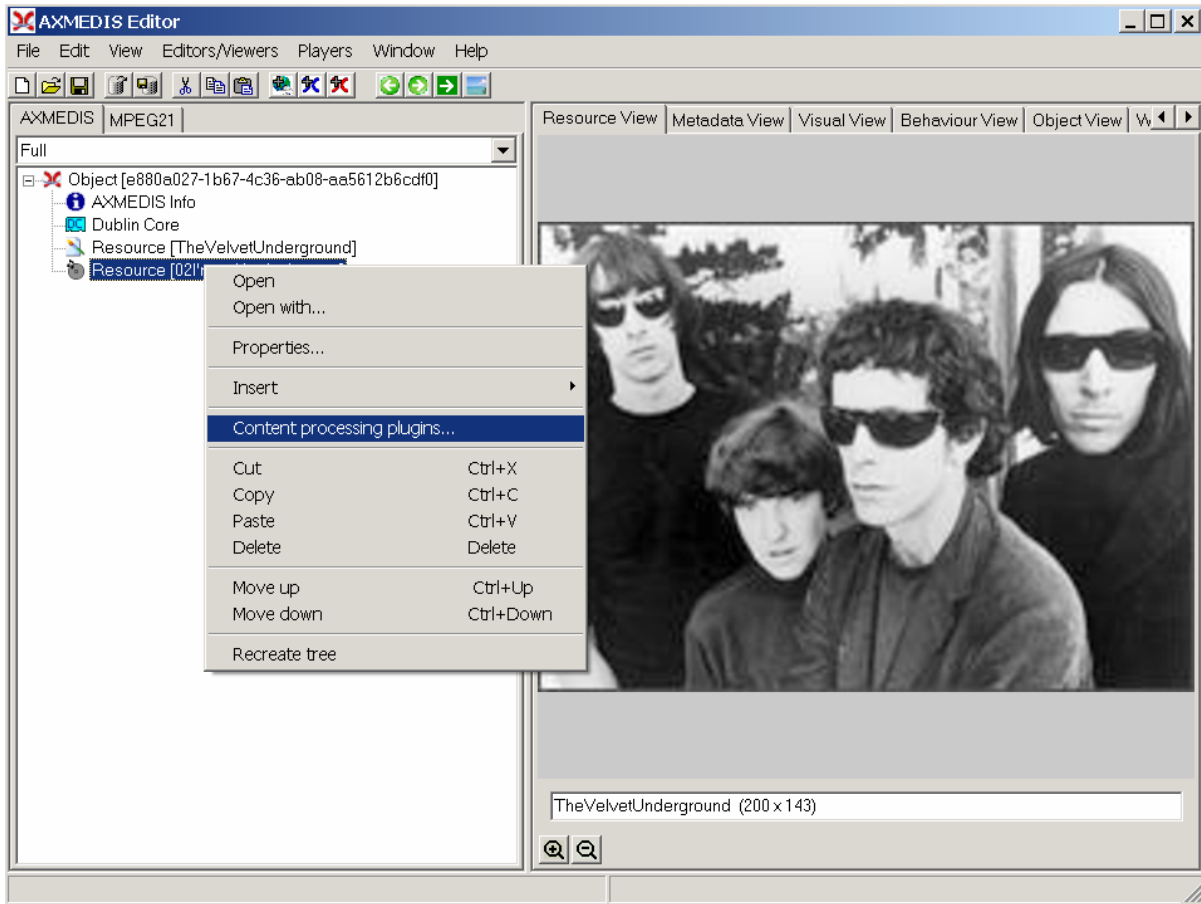 AXMEDIS Editor
File Edit View Editors/Viewers Players Window Help
AXMEDIS MPEG21
Full
Object [e880a027-1b67-4c36-ab08-aa5612b6cdf0]
AXMEDIS Info
DC Dublin Core
Resource [TheVelvetUnderground]
Resource [02I'
Open
Open with...
Properties...
Insert
Content processing plugins...
Cut Ctrl+X
Copy Ctrl+C
Paste Ctrl+V
Delete Delete
Move up Ctrl+Up
Move down Ctrl+Down
Recreate tree
Resource View Metadata View Visual View Behaviour View Object View
TheVelvetUnderground (200 x 143)